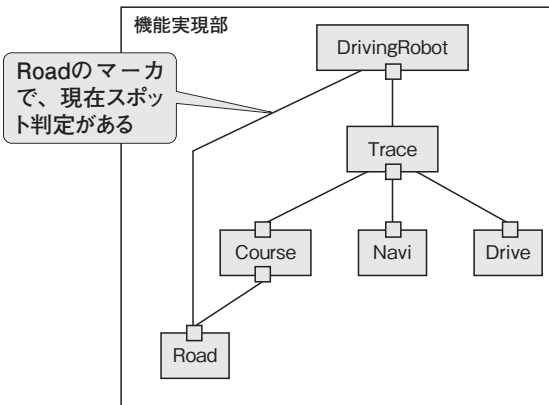 機能実現部
DrivingRobot
Roadのマーカ
で、現在スポッ
ト判定がある
Trace
Course
Navi
Drive
Road